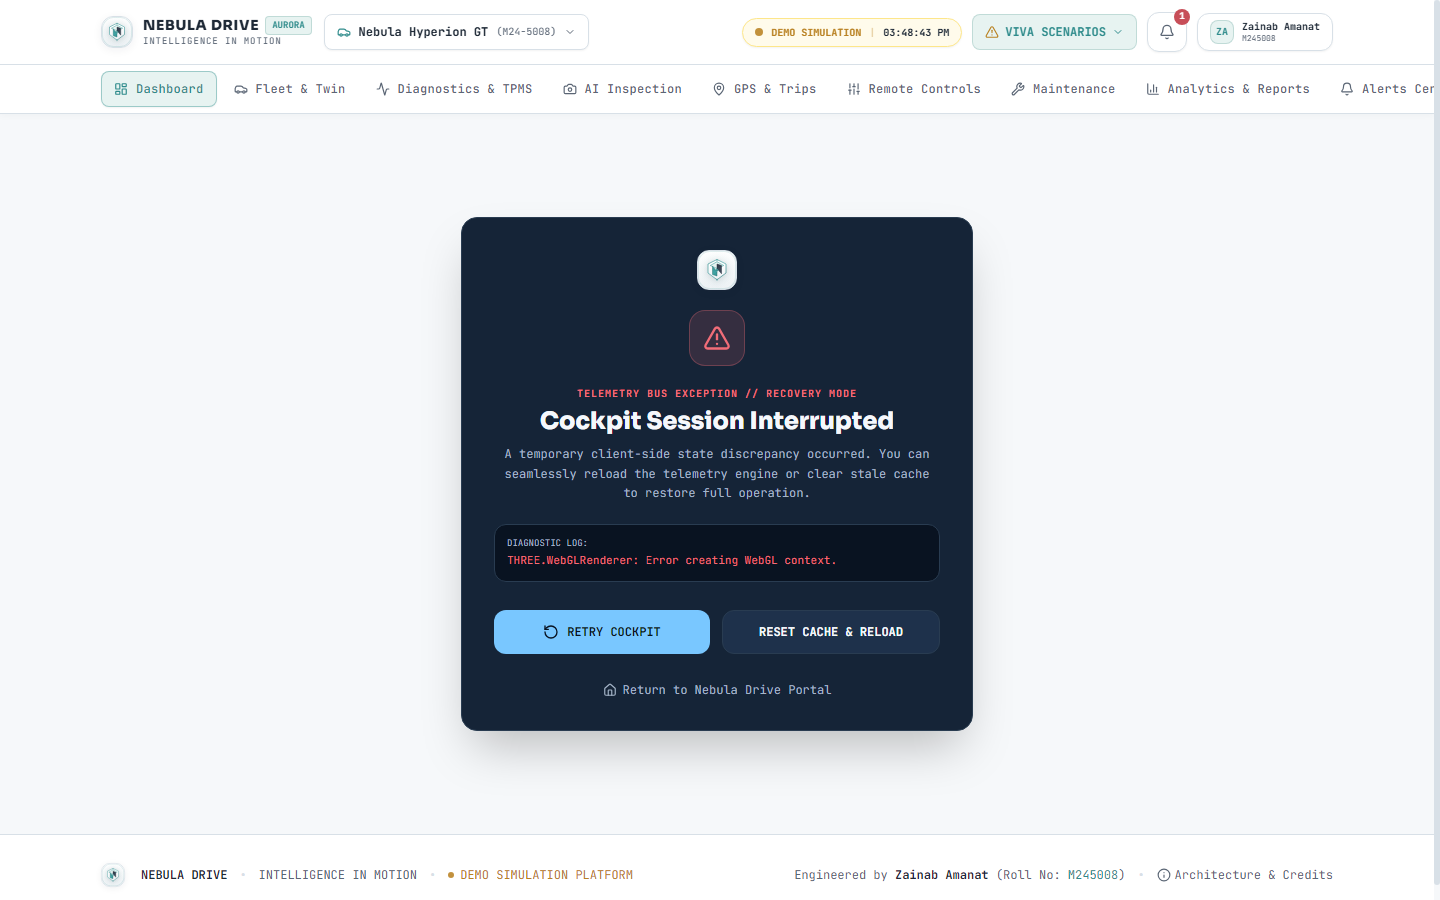 NEBULA DRIVE AURORA
INTELLIGENCE IN MOTION
Nebula Hyperion GT (M24-5008)
DEMO SIMULATION | 03:48:43 PM
VIVA SCENARIOS
1
ZA
Zainab Amanat
M245008
Dashboard
Fleet & Twin
Diagnostics & TPMS
AI Inspection
GPS & Trips
Remote Controls
Maintenance
Analytics & Reports
Alerts Cen
TELEMETRY BUS EXCEPTION // RECOVERY MODE
Cockpit Session Interrupted
A temporary client-side state discrepancy occurred. You can
seamlessly reload the telemetry engine or clear stale cache
to restore full operation.
DIAGNOSTIC LOG:
THREE.WebGLRenderer: Error creating WebGL context.
RETRY COCKPIT
RESET CACHE & RELOAD
Return to Nebula Drive Portal
NEBULA DRIVE • INTELLIGENCE IN MOTION • DEMO SIMULATION PLATFORM
Engineered by Zainab Amanat (Roll No: M245008) • Architecture & Credits